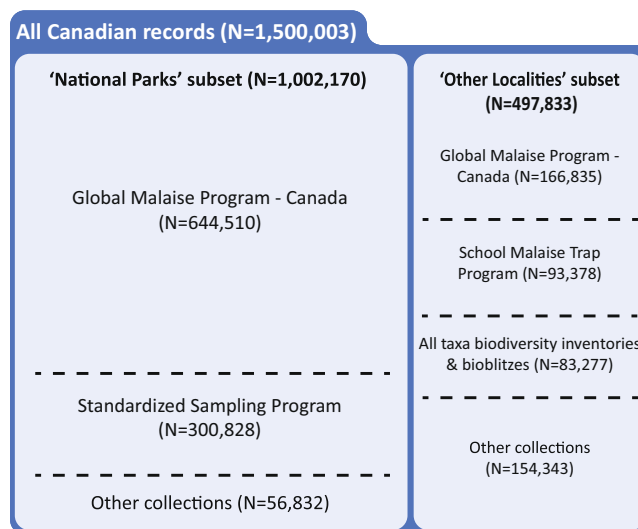 All Canadian records (N=1,500,003)
‘National Parks’ subset (N=1,002,170)
Global Malaise Program - Canada
(N=644,510)
Standardized Sampling Program
(N=300,828)
Other collections (N=56,832)
‘Other Localities’ subset
(N=497,833)
Global Malaise Program -
Canada (N=166,835)
School Malaise Trap
Program (N=93,378)
All taxa biodiversity inventories
& bioblitzes (N=83,277)
Other collections
(N=154,343)